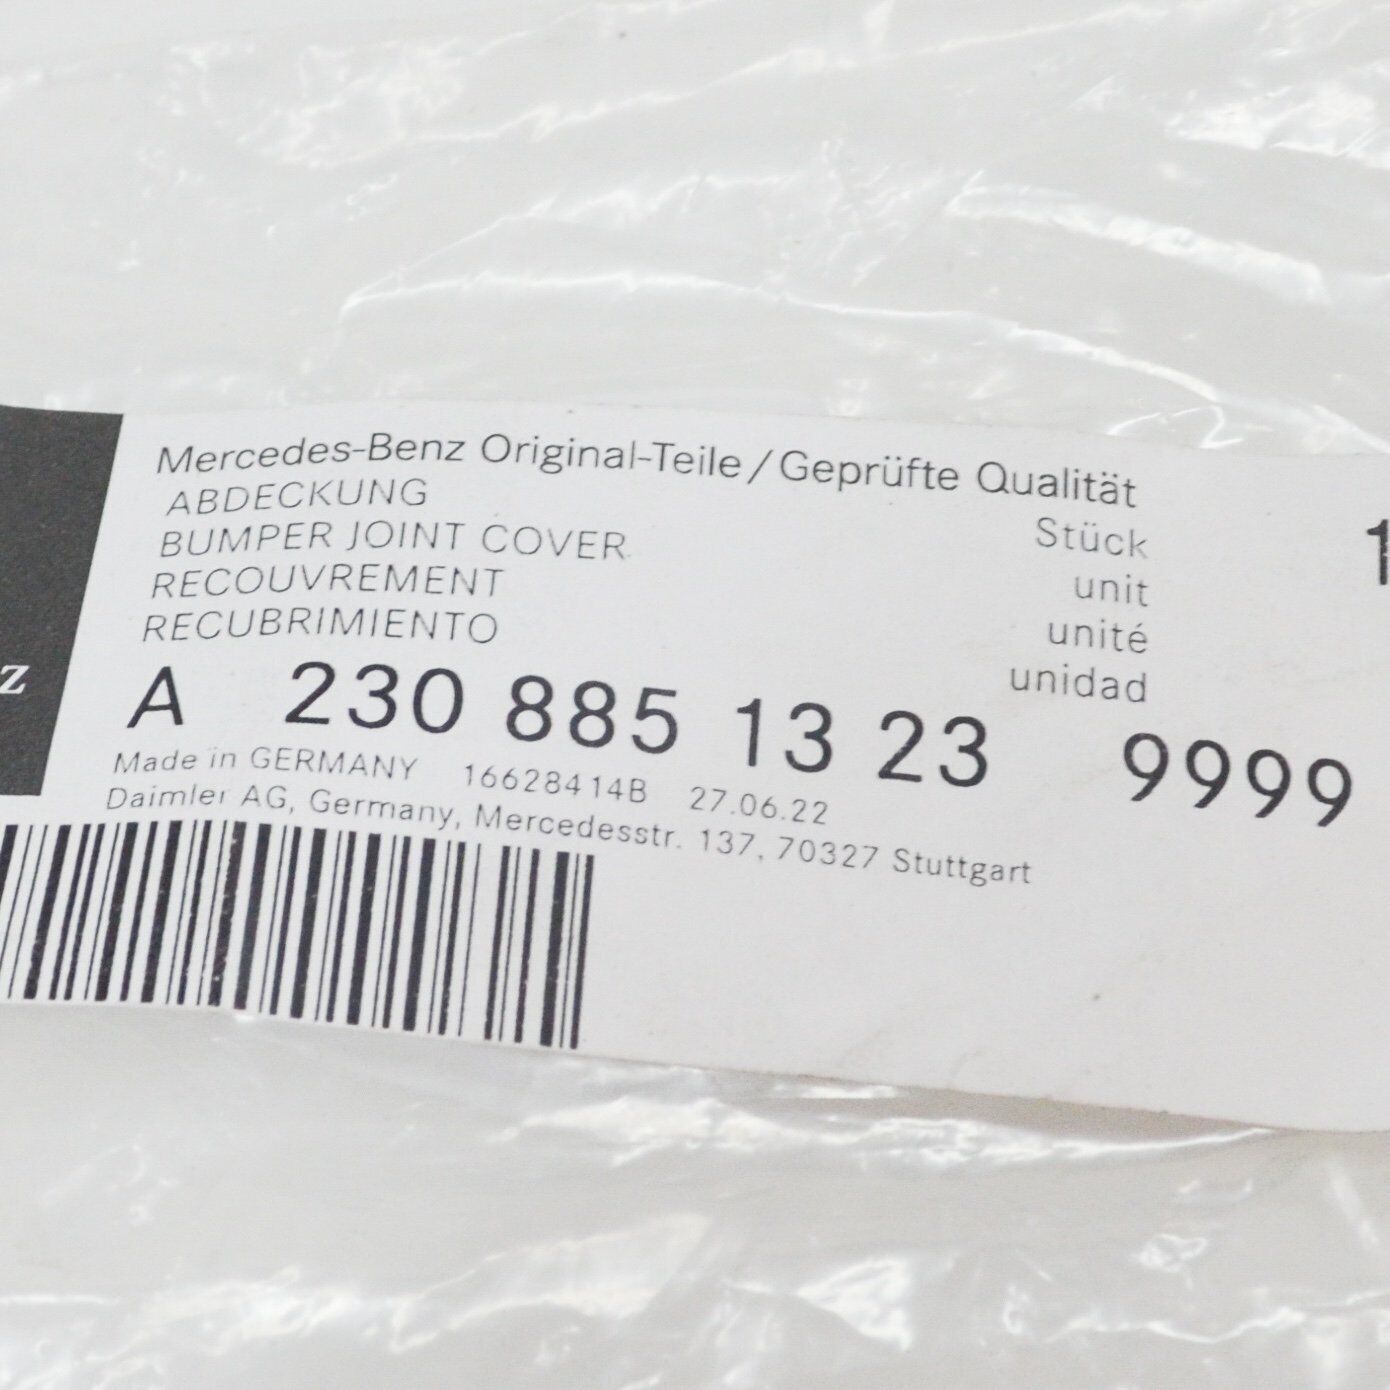 Mercedes-Benz Original-Teile / Geprüfte Qualität
ABDECKUNG
BUMPER JOINT COVER
RECOUVREMENT
RECUBRIMIENTO
Stück 1
unit
unité
unidad
z
A 230 885 13 23 9999
Made in GERMANY 16628414B 27.06.22
Daimler AG, Germany, Mercedesstr. 137, 70327 Stuttgart